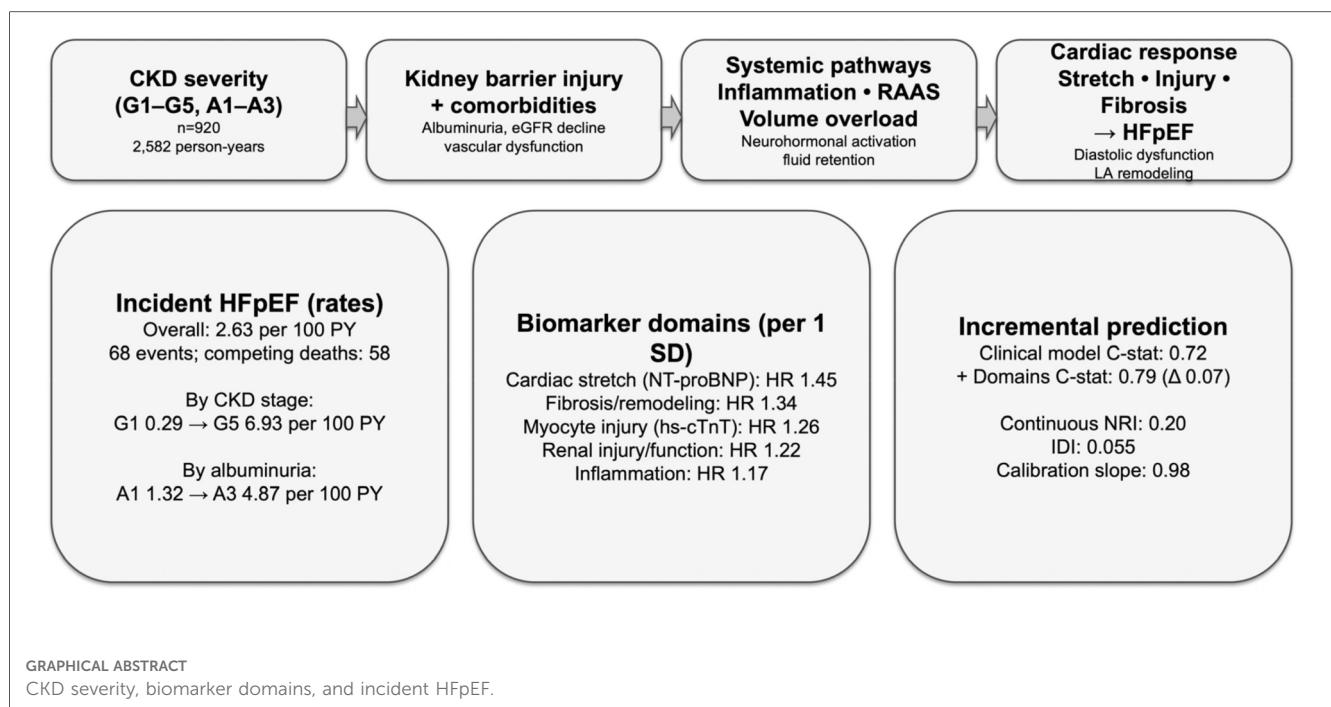 CKD severity
(G1–G5, A1–A3)
n=920
2,582 person-years
Kidney barrier injury
+ comorbidities
Albuminuria, eGFR decline
vascular dysfunction
Systemic pathways
Inflammation • RAAS
Volume overload
Neurohormonal activation
fluid retention
Cardiac response
Stretch • Injury •
Fibrosis
→ HFpEF
Diastolic dysfunction
LA remodeling
Incident HFpEF (rates)
Overall: 2.63 per 100 PY
68 events; competing deaths: 58
By CKD stage:
G1 0.29 → G5 6.93 per 100 PY
By albuminuria:
A1 1.32 → A3 4.87 per 100 PY
Biomarker domains (per 1
SD)
Cardiac stretch (NT-proBNP): HR 1.45
Fibrosis/remodeling: HR 1.34
Myocyte injury (hs-cTnT): HR 1.26
Renal injury/function: HR 1.22
Inflammation: HR 1.17
Incremental prediction
Clinical model C-stat: 0.72
+ Domains C-stat: 0.79 (Δ 0.07)
Continuous NRI: 0.20
IDI: 0.055
Calibration slope: 0.98
GRAPHICAL ABSTRACT
CKD severity, biomarker domains, and incident HFpEF.